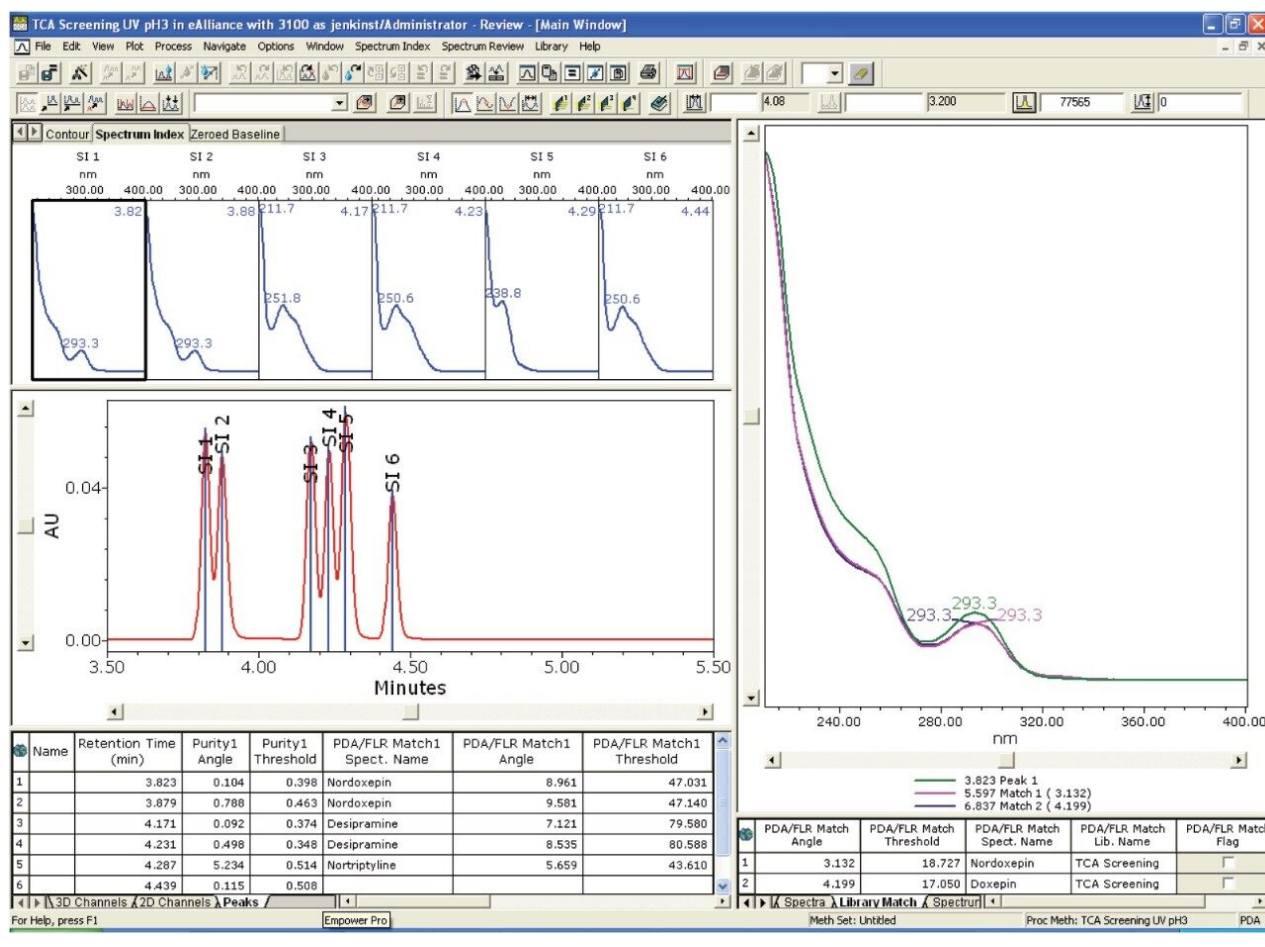 TCA Screening UV pH3 in eAlliance with 3100 as jenkinst/Administrator - Review - [Main Window]
File Edit View Plot Process Navigate Options Window Spectrum Index Spectrum Review Library Help
4.08 3.200 77565 0
Contour Spectrum Index Zeroed Baseline
SI 1 SI 2 SI 3 SI 4 SI 5 SI 6
nm nm nm nm nm nm
300.00 400.00 300.00 400.00 300.00 400.00 300.00 400.00 300.00 400.00 300.00 400.00
3.82 3.88 211.7 4.17 211.7 4.23 4.29 211.7 4.44
293.3 293.3 251.8 250.6 238.8 250.6
SI 1 SI 2 SI 3 SI 4 SI 5 SI 6
AU
0.04
0.00
3.50 4.00 4.50 5.00 5.50
Minutes
Name Retention Time (min) Purity1 Angle Purity1 Threshold PDA/FLR Match1 Spect. Name PDA/FLR Match1 Angle PDA/FLR Match1 Threshold
1 3.823 0.104 0.398 Nordoxepin 8.961 47.031
2 3.879 0.788 0.463 Nordoxepin 9.581 47.140
3 4.171 0.092 0.374 Desipramine 7.121 79.580
4 4.231 0.498 0.348 Desipramine 8.535 80.588
5 4.287 5.234 0.514 Nortriptyline 5.659 43.610
6 4.439 0.115 0.508
3D Channels 2D Channels Peaks
293.3 293.3 293.3
240.00 280.00 320.00 360.00 400.00
nm
3.823 Peak 1
5.597 Match 1 ( 3.132)
6.837 Match 2 ( 4.199)
PDA/FLR Match Angle PDA/FLR Match Threshold PDA/FLR Match Spect. Name PDA/FLR Match Lib. Name PDA/FLR Match Flag
1 3.132 18.727 Nordoxepin TCA Screening
2 4.199 17.050 Doxepin TCA Screening
Spectra Library Match Spectrum
For Help, press F1 Empower Pro Meth Set: Untitled Proc Meth: TCA Screening UV pH3 PDA